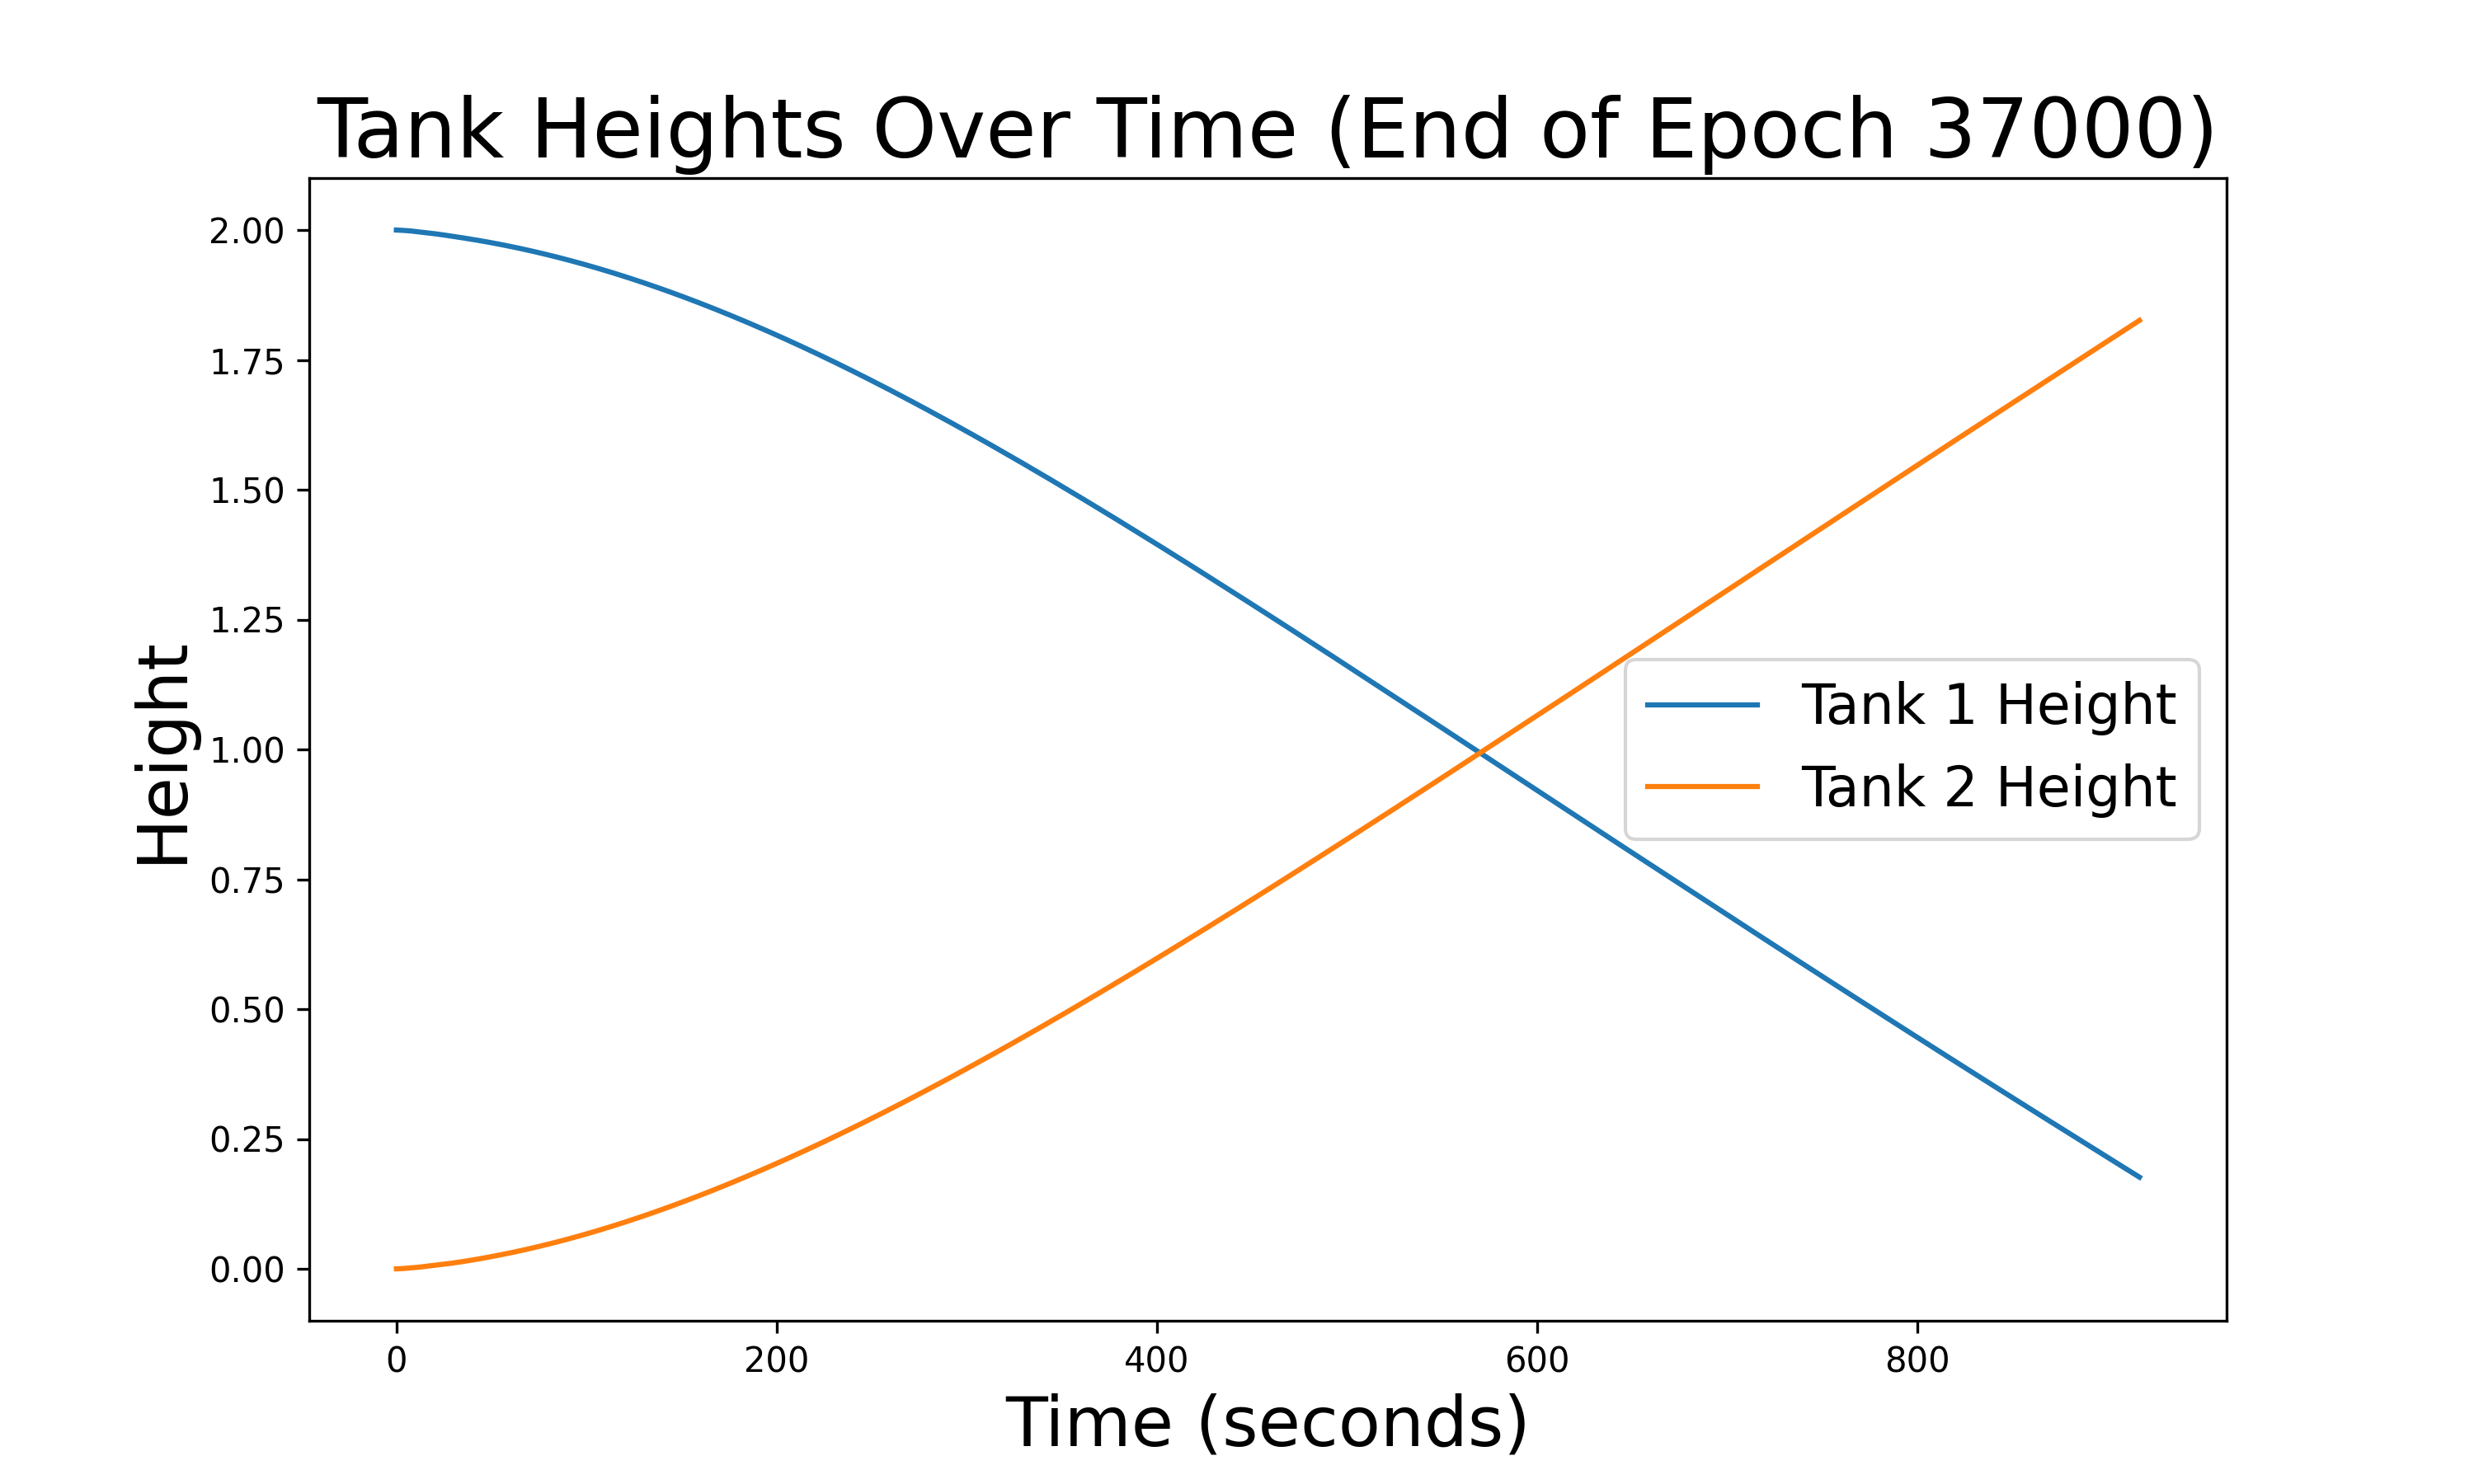 Tank Heights Over Time (End of Epoch 37000)
Height
2.00
1.75
1.50
1.25
1.00
0.75
0.50
0.25
0.00
Tank 1 Height
Tank 2 Height
0 200 400 600 800
Time (seconds)